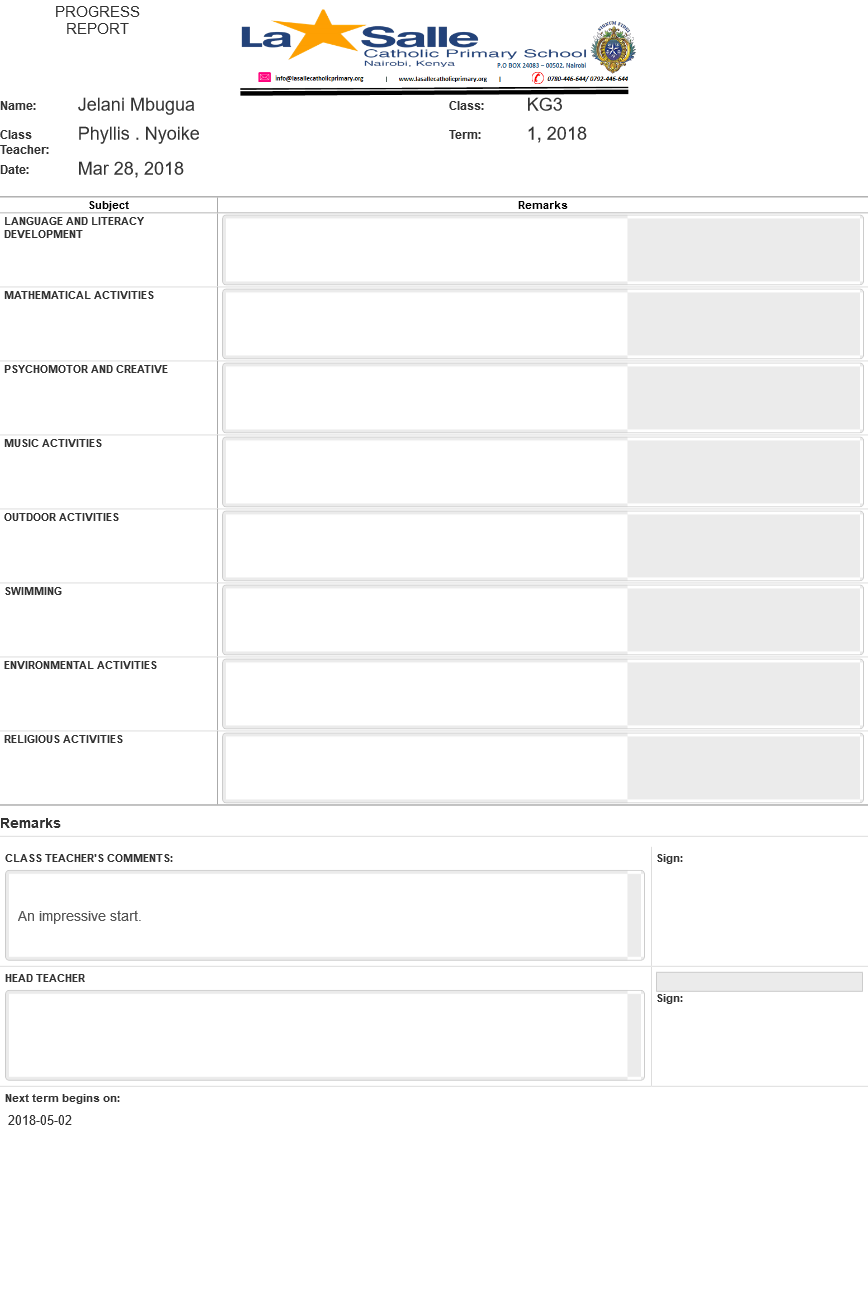 PROGRESS
REPORT
La Salle
Catholic Primary School
Nairobi, Kenya
P.O BOX 24083 – 00502, Nairobi
info@lasallecatholicprimary.org | www.lasallecatholicprimary.org | 0780-446-644/ 0792-446-644
Name: Jelani Mbugua Class: KG3
Class Teacher: Phyllis . Nyoike Term: 1, 2018
Date: Mar 28, 2018
Subject Remarks
LANGUAGE AND LITERACY
DEVELOPMENT
MATHEMATICAL ACTIVITIES
PSYCHOMOTOR AND CREATIVE
MUSIC ACTIVITIES
OUTDOOR ACTIVITIES
SWIMMING
ENVIRONMENTAL ACTIVITIES
RELIGIOUS ACTIVITIES
Remarks
CLASS TEACHER'S COMMENTS: Sign:
An impressive start.
HEAD TEACHER
Sign:
Next term begins on:
2018-05-02